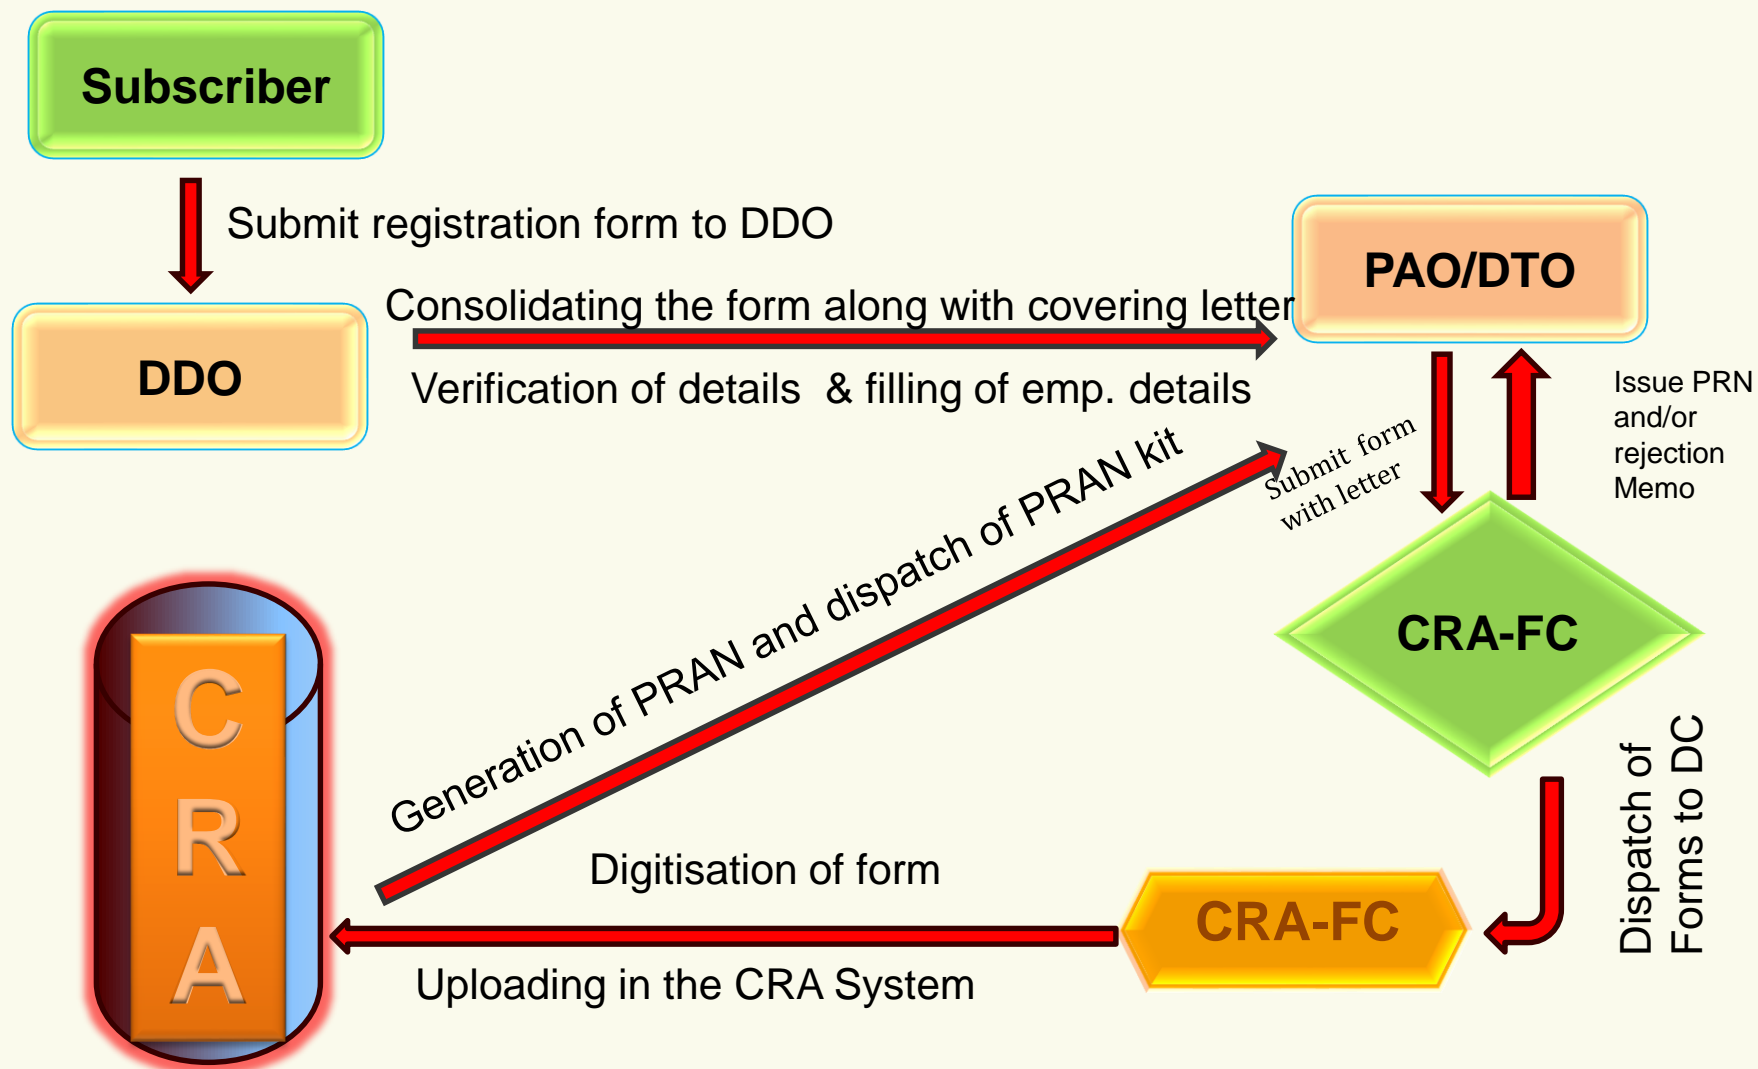 Subscriber
Submit registration form to DDO
PAO/DTO
Consolidating the form along with covering letter
DDO
Verification of details & filling of emp. details
Issue PRN
and/or
rejection
Memo
Submit form
with letter
Generation of PRAN and dispatch of PRAN kit
CRA-FC
C
R
A
Dispatch of
Forms to DC
Digitisation of form
CRA-FC
Uploading in the CRA System